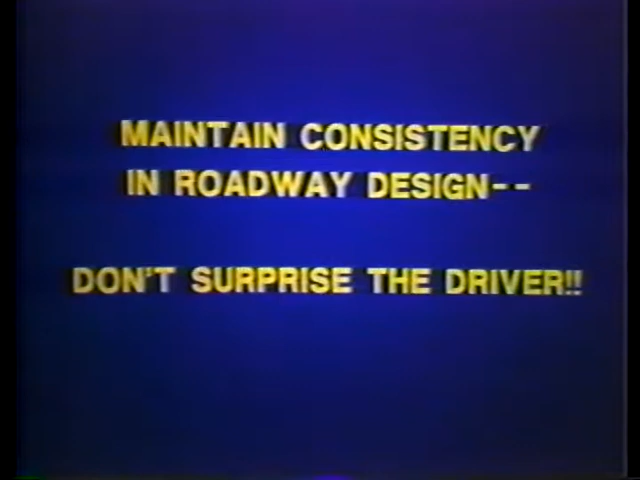 MAINTAIN CONSISTENCY
IN ROADWAY DESIGN--
DON'T SURPRISE THE DRIVER!!